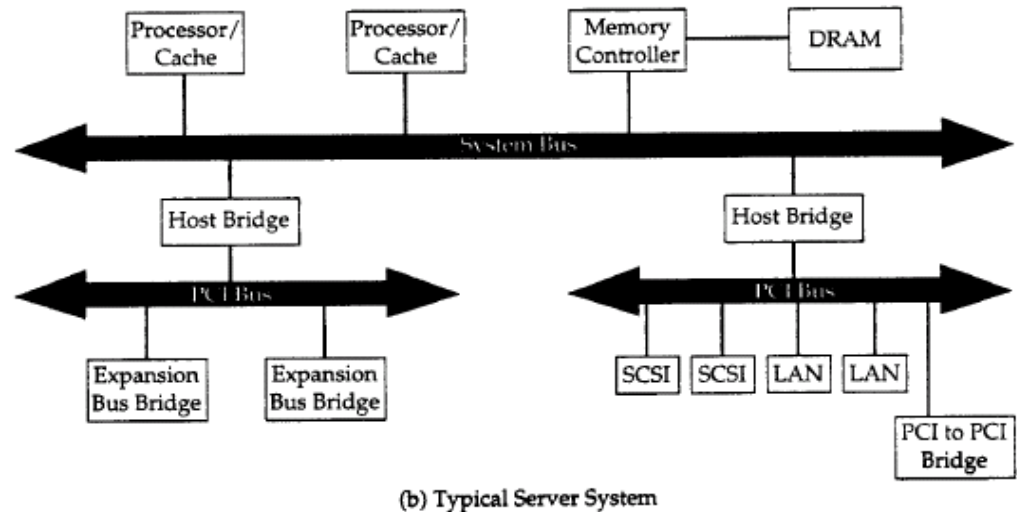 Processor/
Cache
Processor/
Cache
Memory
Controller
DRAM
System Bus
Host Bridge
Host Bridge
PCI Bus
PCI Bus
Expansion
Bus Bridge
Expansion
Bus Bridge
SCSI
SCSI
LAN
LAN
PCI to PCI
Bridge
(b) Typical Server System